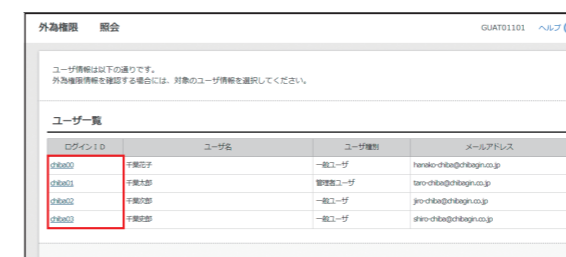 外為権限　照会
GUAT01101 ヘルプ
ユーザ情報は以下の通りです。
外為権限情報を確認する場合には、対象のユーザ情報を選択してください。
ユーザ一覧
ログインＩＤ ユーザ名 ユーザ種別 メールアドレス
chiba00 千葉花子 一般ユーザ hanako-chiba@chibagin.co.jp
chiba01 千葉太郎 管理者ユーザ taro-chiba@chibagin.co.jp
chiba02 千葉次郎 一般ユーザ jiro-chiba@chibagin.co.jp
chiba03 千葉史郎 一般ユーザ shiro-chiba@chibagin.co.jp